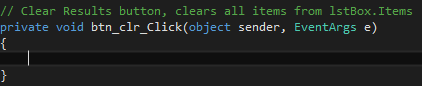 // Clear Results button, clears all items from lstBox.Items
private void btn_clr_Click(object sender, EventArgs e)
{
}